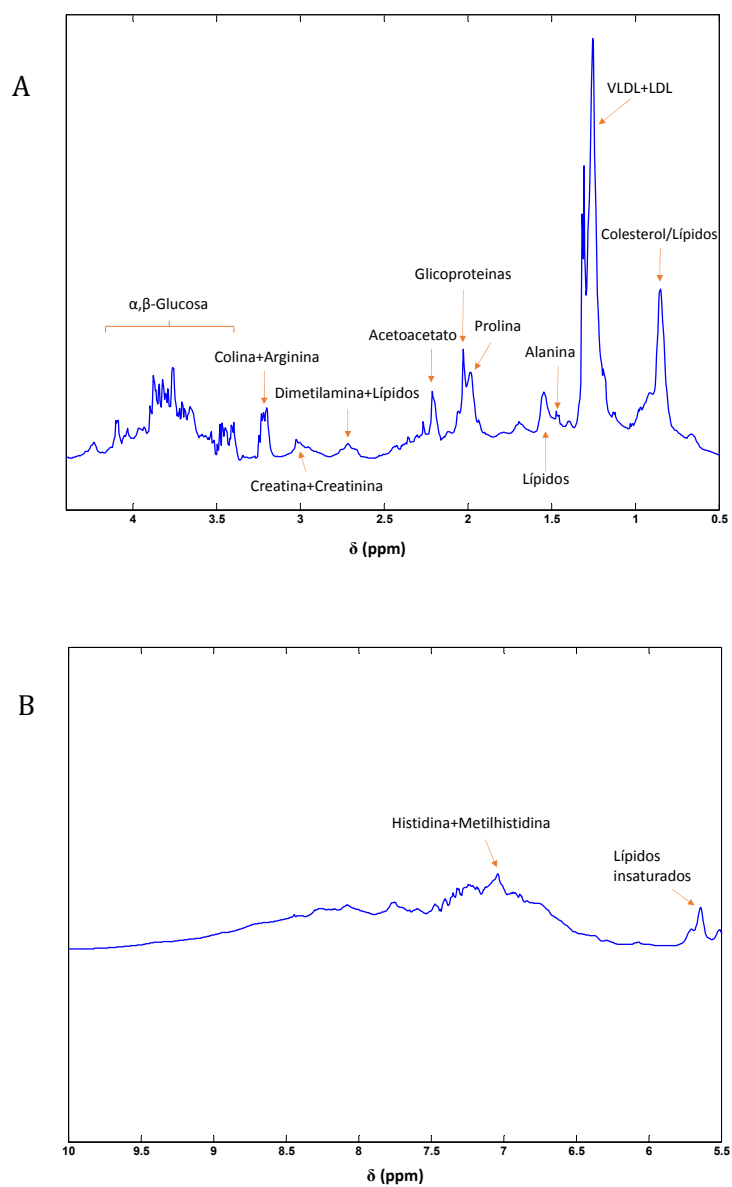 A
VLDL+LDL
Colesterol/Lípidos
Glicoproteinas
α,β-Glucosa
Prolina
Acetoacetato
Alanina
Colina+Arginina
Dimetilamina+Lípidos
Creatina+Creatinina
Lípidos
4 3.5 3 2.5 2 1.5 1 0.5
δ (ppm)
B
Histidina+Metilhistidina
Lípidos
insaturados
10 9.5 9 8.5 8 7.5 7 6.5 6 5.5
δ (ppm)